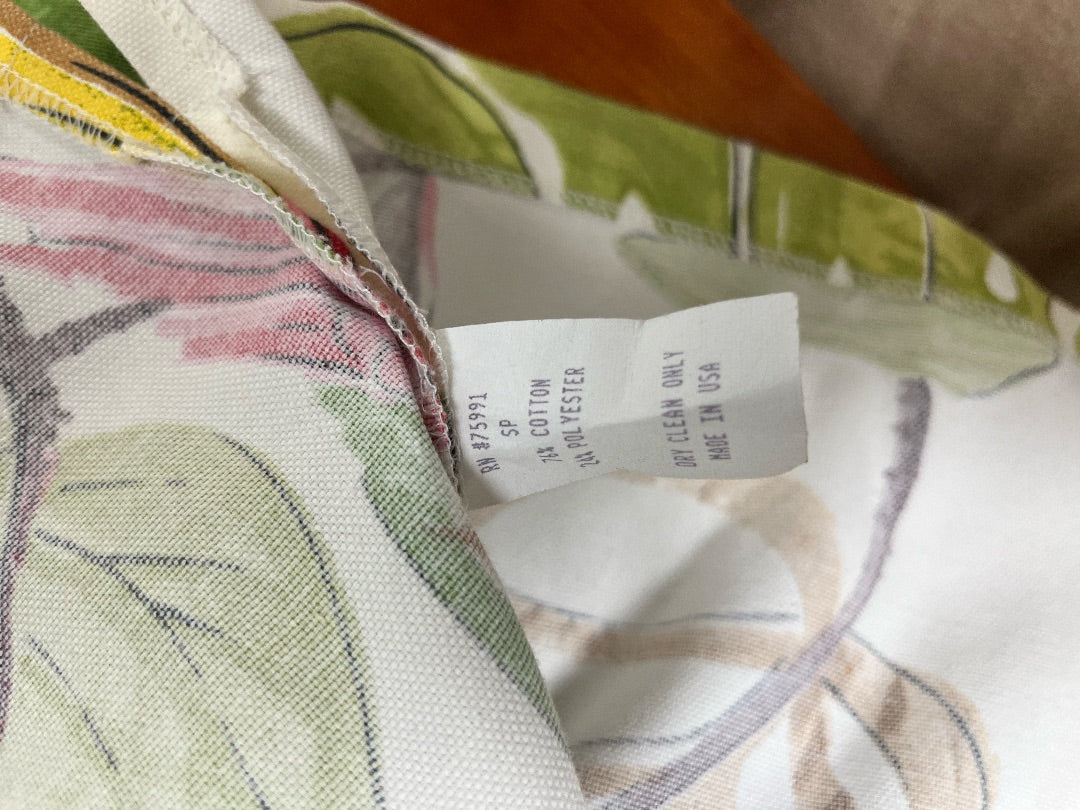 RN #75991
SP
76% COTTON
24% POLYESTER
DRY CLEAN ONLY
MADE IN USA